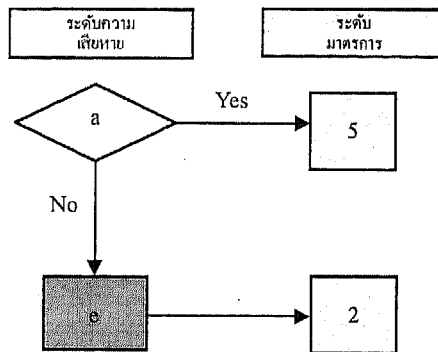 ระดับความ
เสียหาย
ระดับ
มาตรการ
a
Yes
5
No
e
2